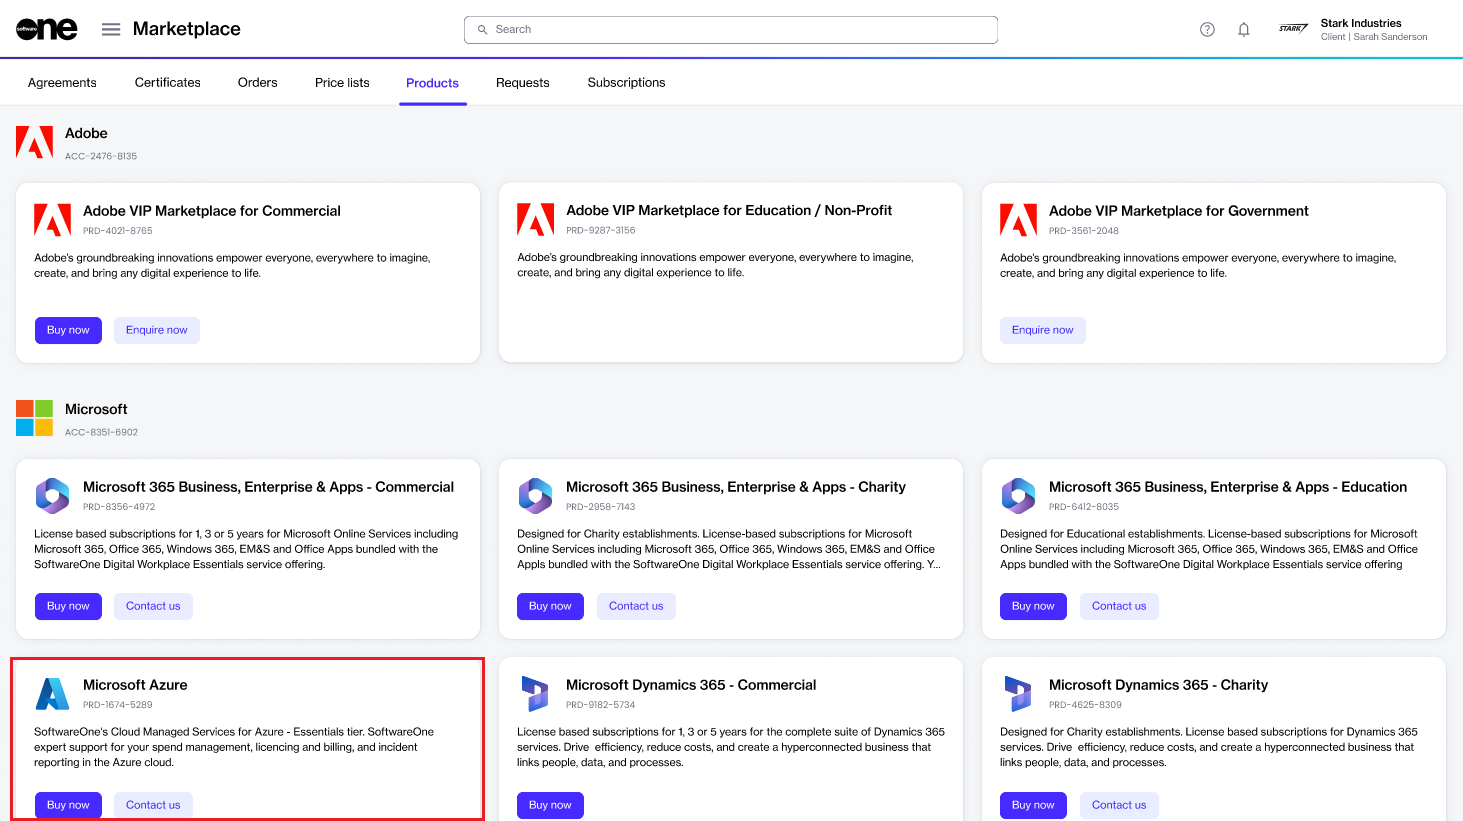 software one
Marketplace
Search
STARK
Stark Industries
Client | Sarah Sanderson
Agreements
Certificates
Orders
Price lists
Products
Requests
Subscriptions
Adobe
ACC-2476-8135
Adobe VIP Marketplace for Commercial
PRD-4021-8765
Adobe's groundbreaking innovations empower everyone, everywhere to imagine,
create, and bring any digital experience to life.
Buy now
Enquire now
Adobe VIP Marketplace for Education / Non-Profit
PRD-9287-3156
Adobe's groundbreaking innovations empower everyone, everywhere to imagine,
create, and bring any digital experience to life.
Adobe VIP Marketplace for Government
PRD-3561-2048
Adobe's groundbreaking innovations empower everyone, everywhere to imagine,
create, and bring any digital experience to life.
Enquire now
Microsoft
ACC-8351-6902
Microsoft 365 Business, Enterprise & Apps - Commercial
PRD-8356-4972
License based subscriptions for 1, 3 or 5 years for Microsoft Online Services including
Microsoft 365, Office 365, Windows 365, EM&S and Office Apps bundled with the
SoftwareOne Digital Workplace Essentials service offering.
Buy now
Contact us
Microsoft 365 Business, Enterprise & Apps - Charity
PRD-2958-7143
Designed for Charity establishments. License-based subscriptions for Microsoft
Online Services including Microsoft 365, Office 365, Windows 365, EM&S and Office
Appls bundled with the SoftwareOne Digital Workplace Essentials service offering. Y...
Buy now
Contact us
Microsoft 365 Business, Enterprise & Apps - Education
PRD-6412-8035
Designed for Educational establishments. License-based subscriptions for Microsoft
Online Services including Microsoft 365, Office 365, Windows 365, EM&S and Office
Apps bundled with the SoftwareOne Digital Workplace Essentials service offering
Buy now
Contact us
Microsoft Azure
PRD-1674-5289
SoftwareOne's Cloud Managed Services for Azure - Essentials tier. SoftwareOne
expert support for your spend management, licencing and billing, and incident
reporting in the Azure cloud.
Buy now
Contact us
Microsoft Dynamics 365 - Commercial
PRD-9182-5734
License based subscriptions for 1, 3 or 5 years for the complete suite of Dynamics 365
services. Drive efficiency, reduce costs, and create a hyperconnected business that
links people, data, and processes.
Buy now
Microsoft Dynamics 365 - Charity
PRD-4625-8309
Designed for Charity establishments. License based subscriptions for Dynamics 365
services. Drive efficiency, reduce costs, and create a hyperconnected business that
links people, data, and processes.
Buy now
Contact us